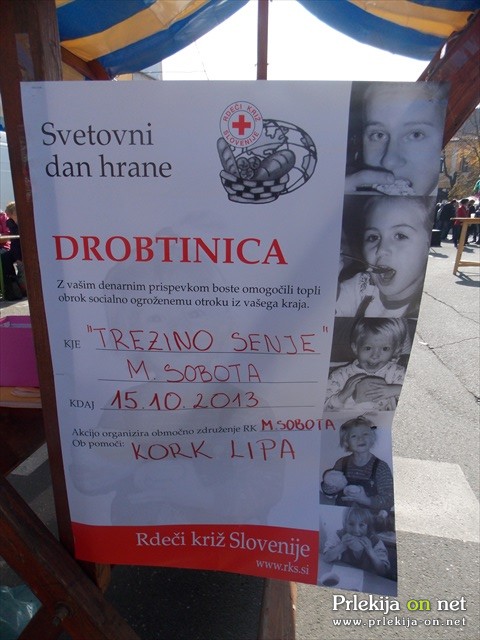 RDEČI KRIŽ
SLOVENIJE
Svetovni
dan hrane
DROBTINICA
Z vašim denarnim prispevkom boste omogočili topli
obrok socialno ogroženemu otroku iz vašega kraja.
KJE "TREZINO SENJE"
M. SOBOTA
KDAJ 15.10.2013
Akcijo organizira območno združenje RK M.SOBOTA
Ob pomoči: KORK LIPA
Rdeči križ Slovenije
www.rks.si
Prlekija on net
www.prlekija-on.net